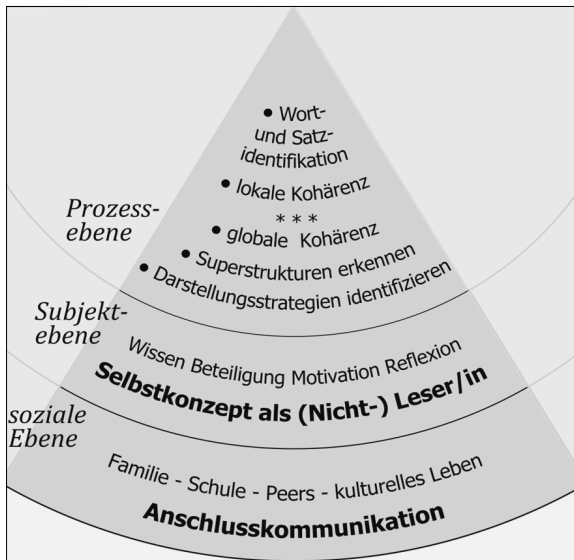 • Wort-
und Satz-
identifikation
• lokale Kohärenz
* * *
• globale Kohärenz
• Superstrukturen erkennen
• Darstellungsstrategien identifizieren
Prozess-
ebene
Wissen Beteiligung Motivation Reflexion
Selbstkonzept als (Nicht-) Leser/in
Subjekt-
ebene
Familie - Schule - Peers - kulturelles Leben
Anschlusskommunikation
soziale
Ebene